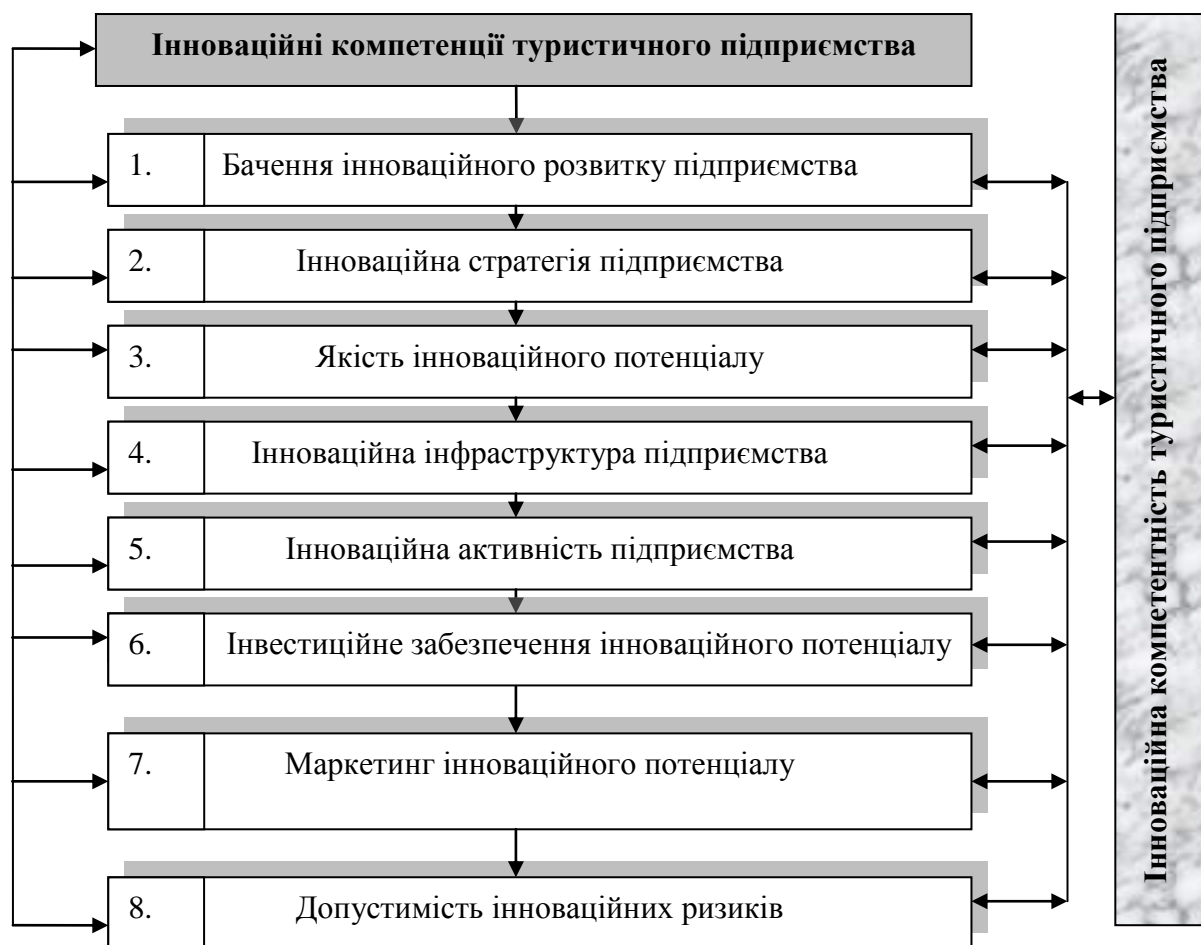 Інноваційні компетенції туристичного підприємства
1. Бачення інноваційного розвитку підприємства
2. Інноваційна стратегія підприємства
3. Якість інноваційного потенціалу
4. Інноваційна інфраструктура підприємства
5. Інноваційна активність підприємства
6. Інвестиційне забезпечення інноваційного потенціалу
7. Маркетинг інноваційного потенціалу
8. Допустимість інноваційних ризиків
Інноваційна компетентність туристичного підприємства